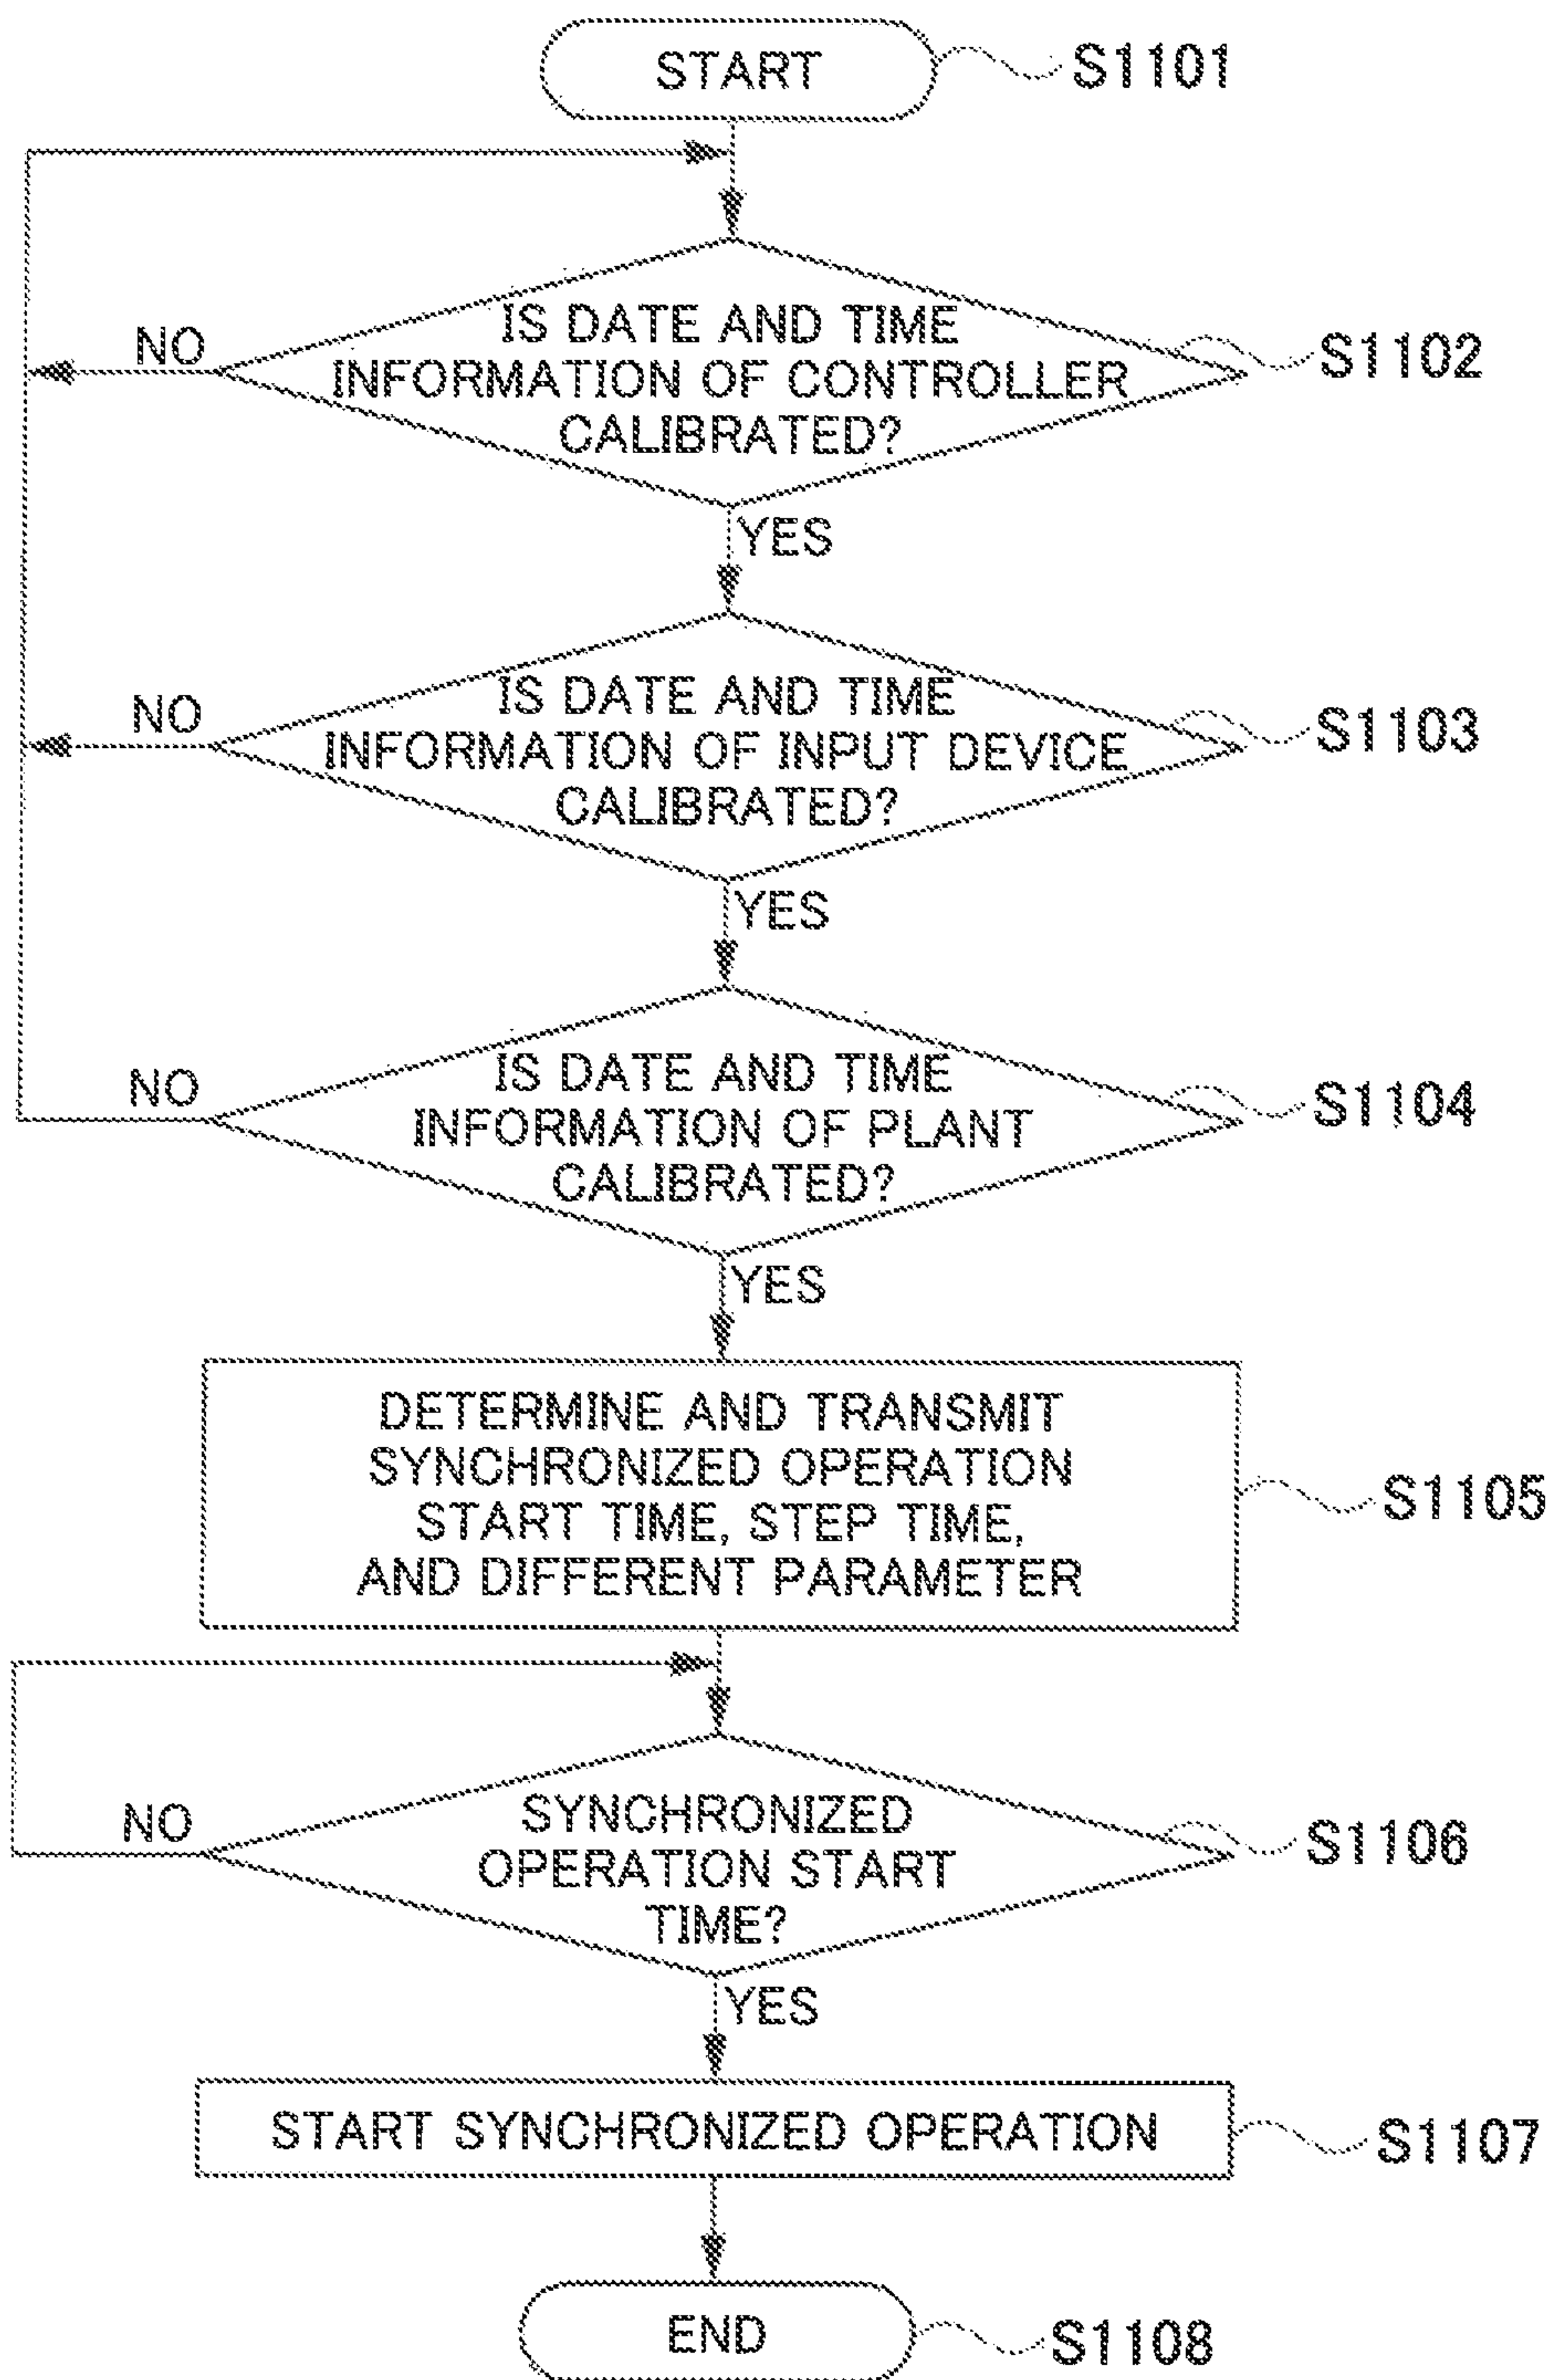 START
S1101
IS DATE AND TIME
INFORMATION OF CONTROLLER
CALIBRATED?
S1102
NO
YES
IS DATE AND TIME
INFORMATION OF INPUT DEVICE
CALIBRATED?
S1103
NO
YES
IS DATE AND TIME
INFORMATION OF PLANT
CALIBRATED?
S1104
NO
YES
DETERMINE AND TRANSMIT
SYNCHRONIZED OPERATION
START TIME, STEP TIME,
AND DIFFERENT PARAMETER
S1105
SYNCHRONIZED
OPERATION START
TIME?
S1106
NO
YES
START SYNCHRONIZED OPERATION
S1107
END
S1108